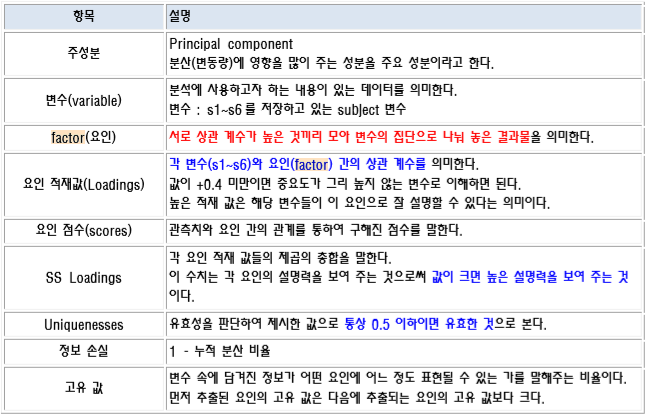 항목 설명
주성분
Principal component
분산(변동량)에 영향을 많이 주는 성분을 주요 성분이라고 한다.
변수(variable)
분석에 사용하고자 하는 내용이 있는 데이터를 의미한다.
변수 : s1~s6 를 저장하고 있는 subject 변수
factor(요인)
서로 상관 계수가 높은 것끼리 모아 변수의 집단으로 나눠 놓은 결과물을 의미한다.
요인 적재값(Loadings)
각 변수(s1~s6)와 요인(factor) 간의 상관 계수를 의미한다.
값이 +0.4 미만이면 중요도가 그리 높지 않는 변수로 이해하면 된다.
높은 적재 값은 해당 변수들이 이 요인으로 잘 설명할 수 있다는 의미이다.
요인 점수(scores)
관측치와 요인 간의 관계를 통하여 구해진 점수를 말한다.
SS Loadings
각 요인 적재 값들의 제곱의 총합을 말한다.
이 수치는 각 요인의 설명력을 보여 주는 것으로써 값이 크면 높은 설명력을 보여 주는 것
이다.
Uniquenesses
유효성을 판단하여 제시한 값으로 통상 0.5 이하이면 유효한 것으로 본다.
정보 손실
1 - 누적 분산 비율
고유 값
변수 속에 담겨진 정보가 어떤 요인에 어느 정도 표현될 수 있는 가를 말해주는 비율이다.
먼저 추출된 요인의 고유 값은 다음에 추출되는 요인의 고유 값보다 크다.